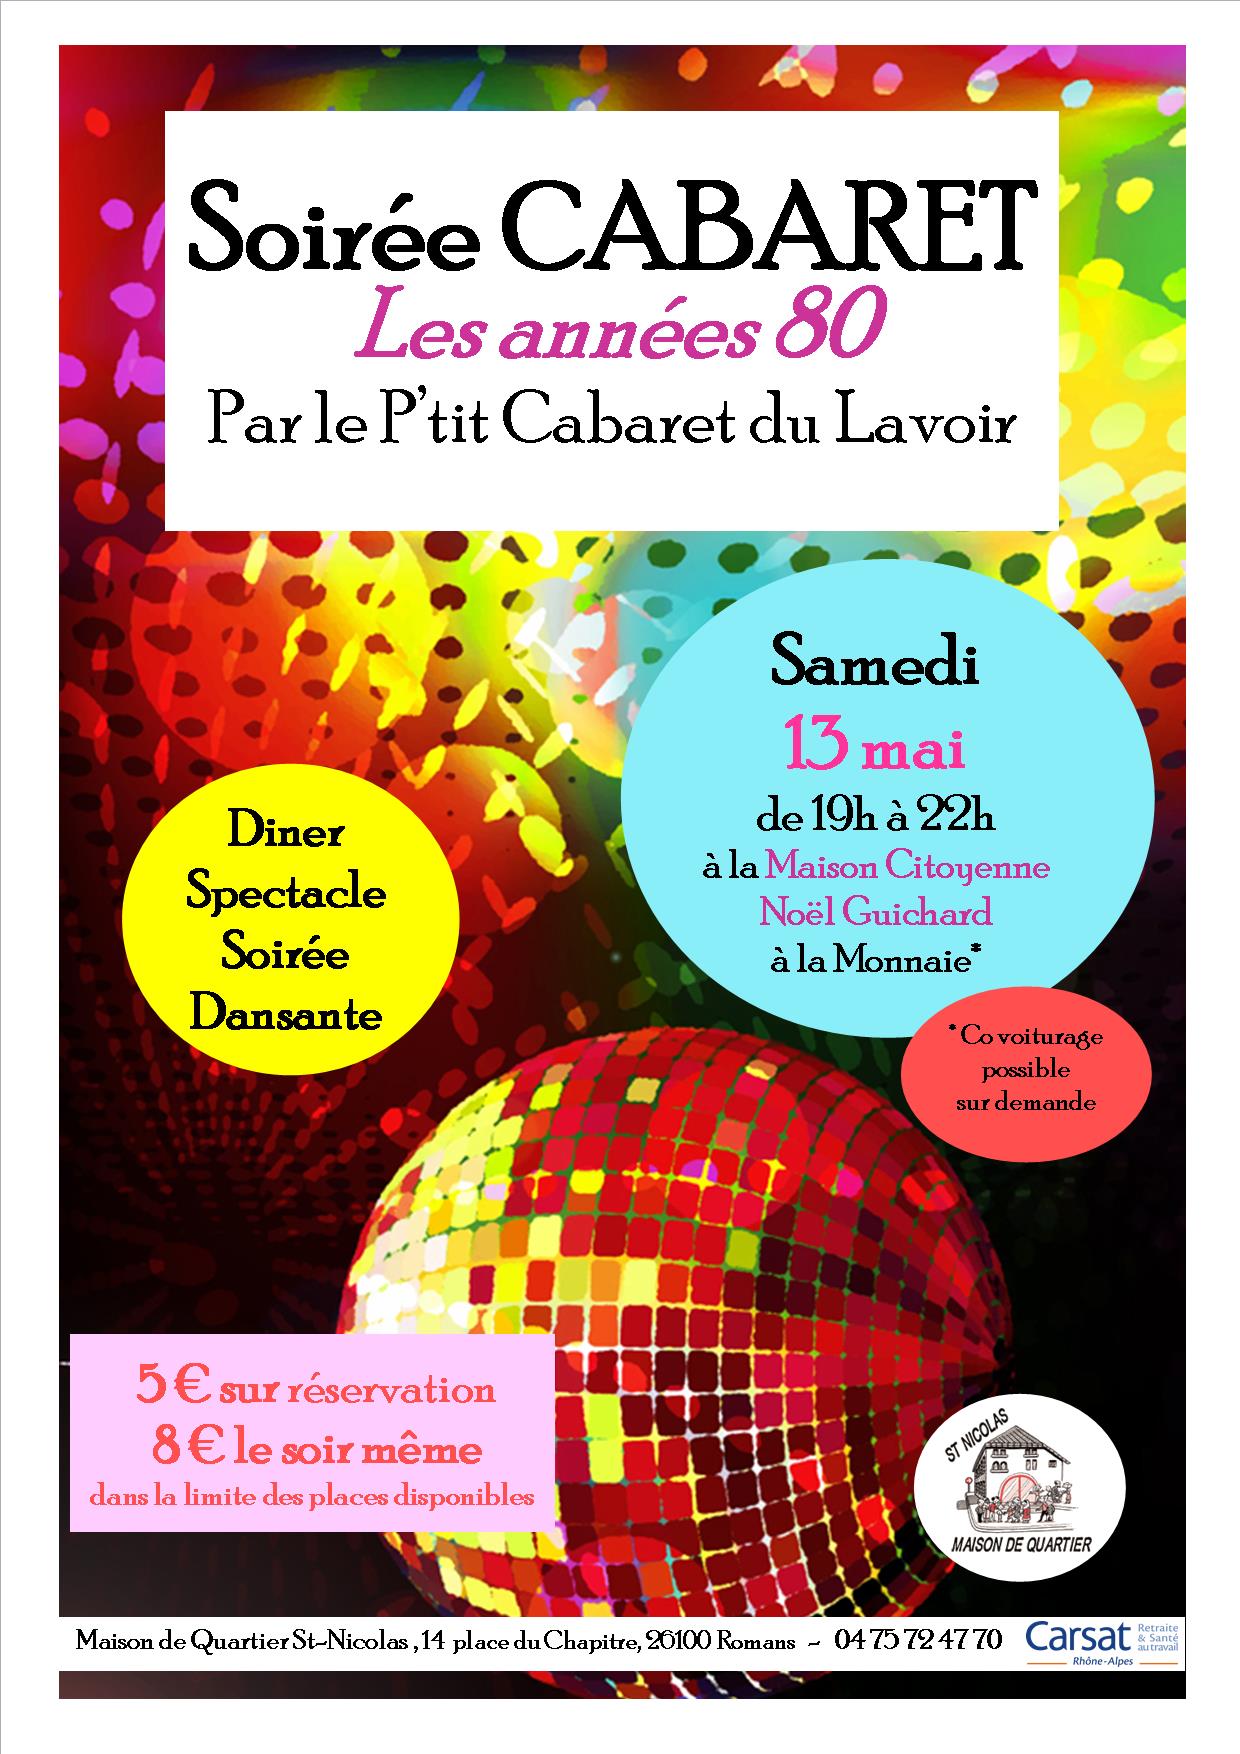 Soirée CABARET
Les années 80
Par le P'tit Cabaret du Lavoir
Samedi
13 mai
de 19h à 22h
à la Maison Citoyenne
Noël Guichard
à la Monnaie*
Diner
Spectacle
Soirée
Dansante
* Co voiturage
possible
sur demande
5 € sur réservation
8 € le soir même
dans la limite des places disponibles
ST NICOLAS
MAISON DE QUARTIER
Maison de Quartier St-Nicolas , 14 place du Chapitre, 26100 Romans - 04 75 72 47 70
Carsat
Retraite
& Santé
au travail
Rhône-Alpes